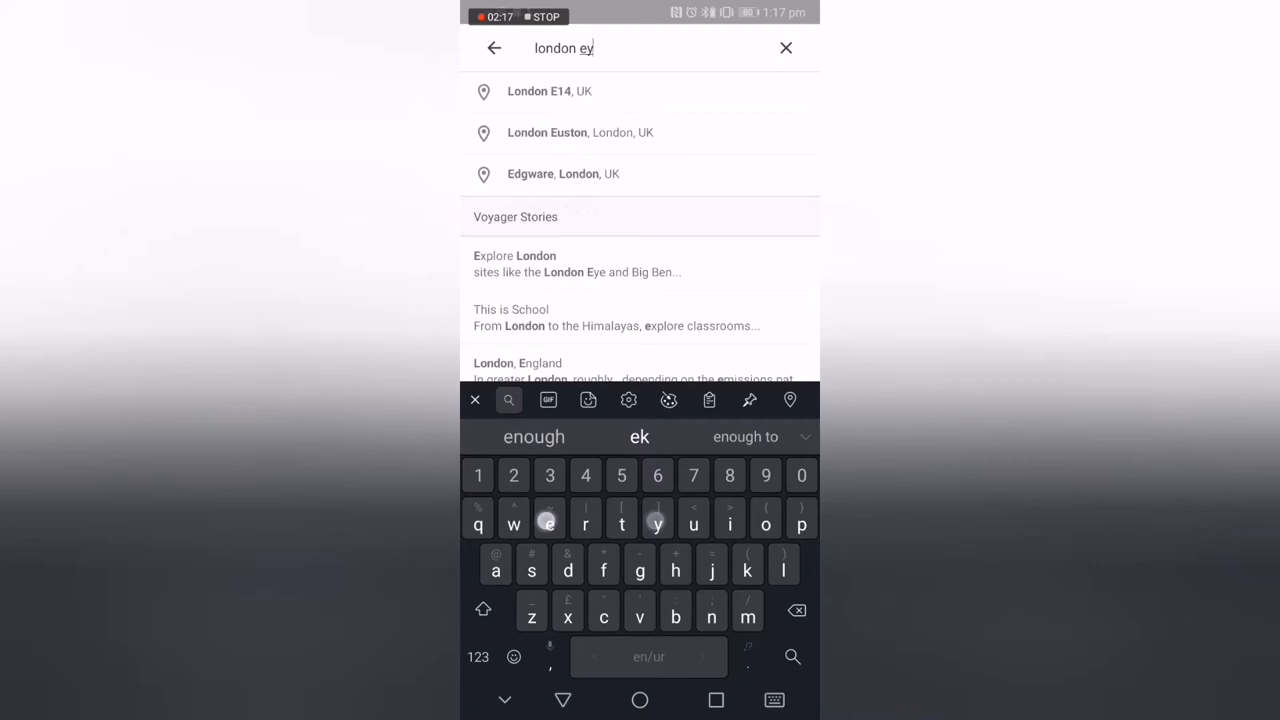 02:17 STOP 80 1:17 pm
london ey
London E14, UK
London Euston, London, UK
Edgware, London, UK
Voyager Stories
Explore London
sites like the London Eye and Big Ben...
This is School
From London to the Himalayas, explore classrooms...
London, England
In greater London, roughly, depending on the emissions pat
GIF
enough ek enough to
1 2 3 4 5 6 7 8 9 0
% ^ ~ | [ ] < > { }
q w e r t y u i o p
@ # & * - + = ( )
a s d f g h j k l
_ £ " ' : ; /
z x c v b n m
123 , en/ur ,!? .